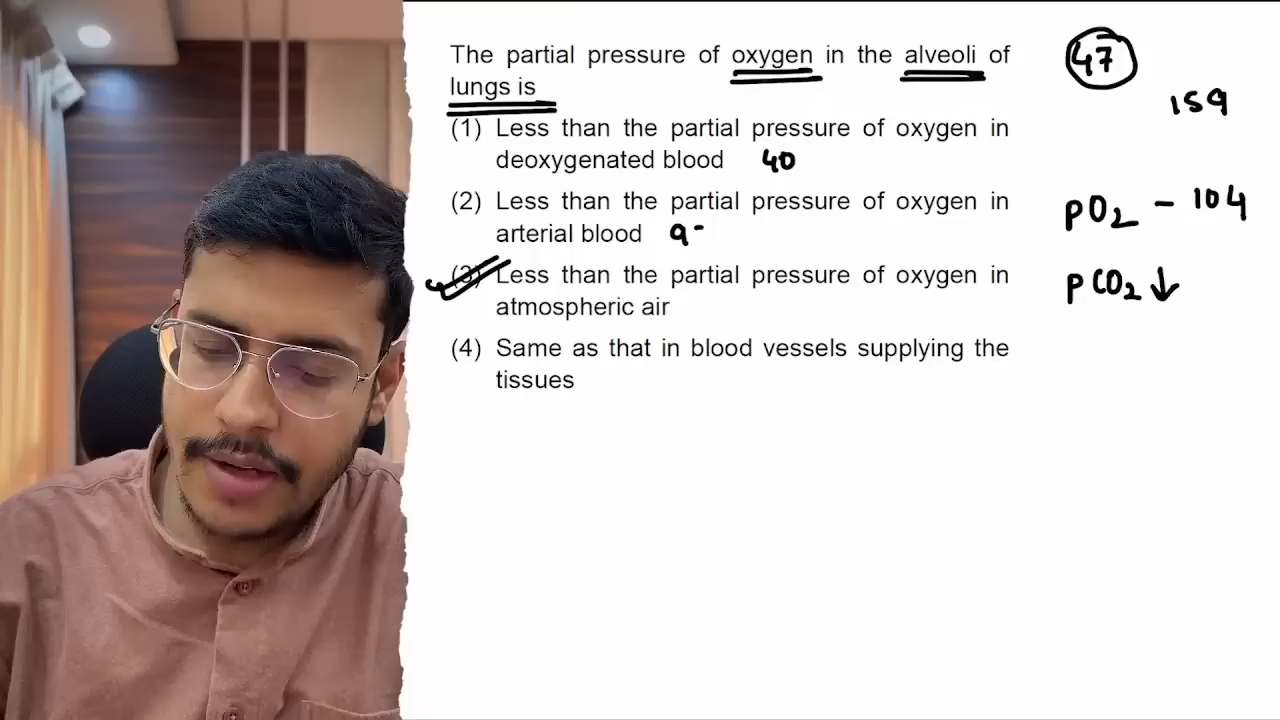 The partial pressure of oxygen in the alveoli of
lungs is
47
159
(1) Less than the partial pressure of oxygen in
deoxygenated blood 40
(2) Less than the partial pressure of oxygen in
arterial blood 9
pO2 - 104
(3) Less than the partial pressure of oxygen in
atmospheric air
pCO2 ↓
(4) Same as that in blood vessels supplying the
tissues